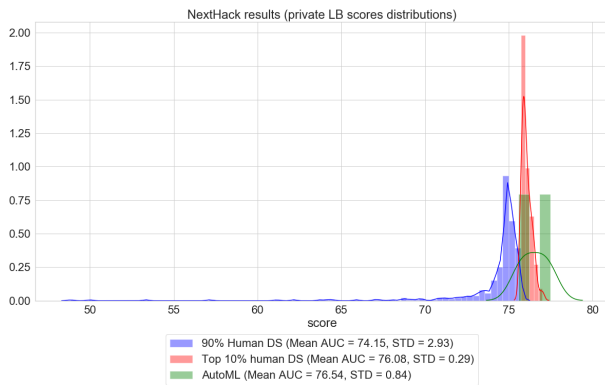 NextHack results (private LB scores distributions)
2.00
1.75
1.50
1.25
1.00
0.75
0.50
0.25
0.00
50 55 60 65 70 75 80
score
90% Human DS (Mean AUC = 74.15, STD = 2.93)
Top 10% human DS (Mean AUC = 76.08, STD = 0.29)
AutoML (Mean AUC = 76.54, STD = 0.84)